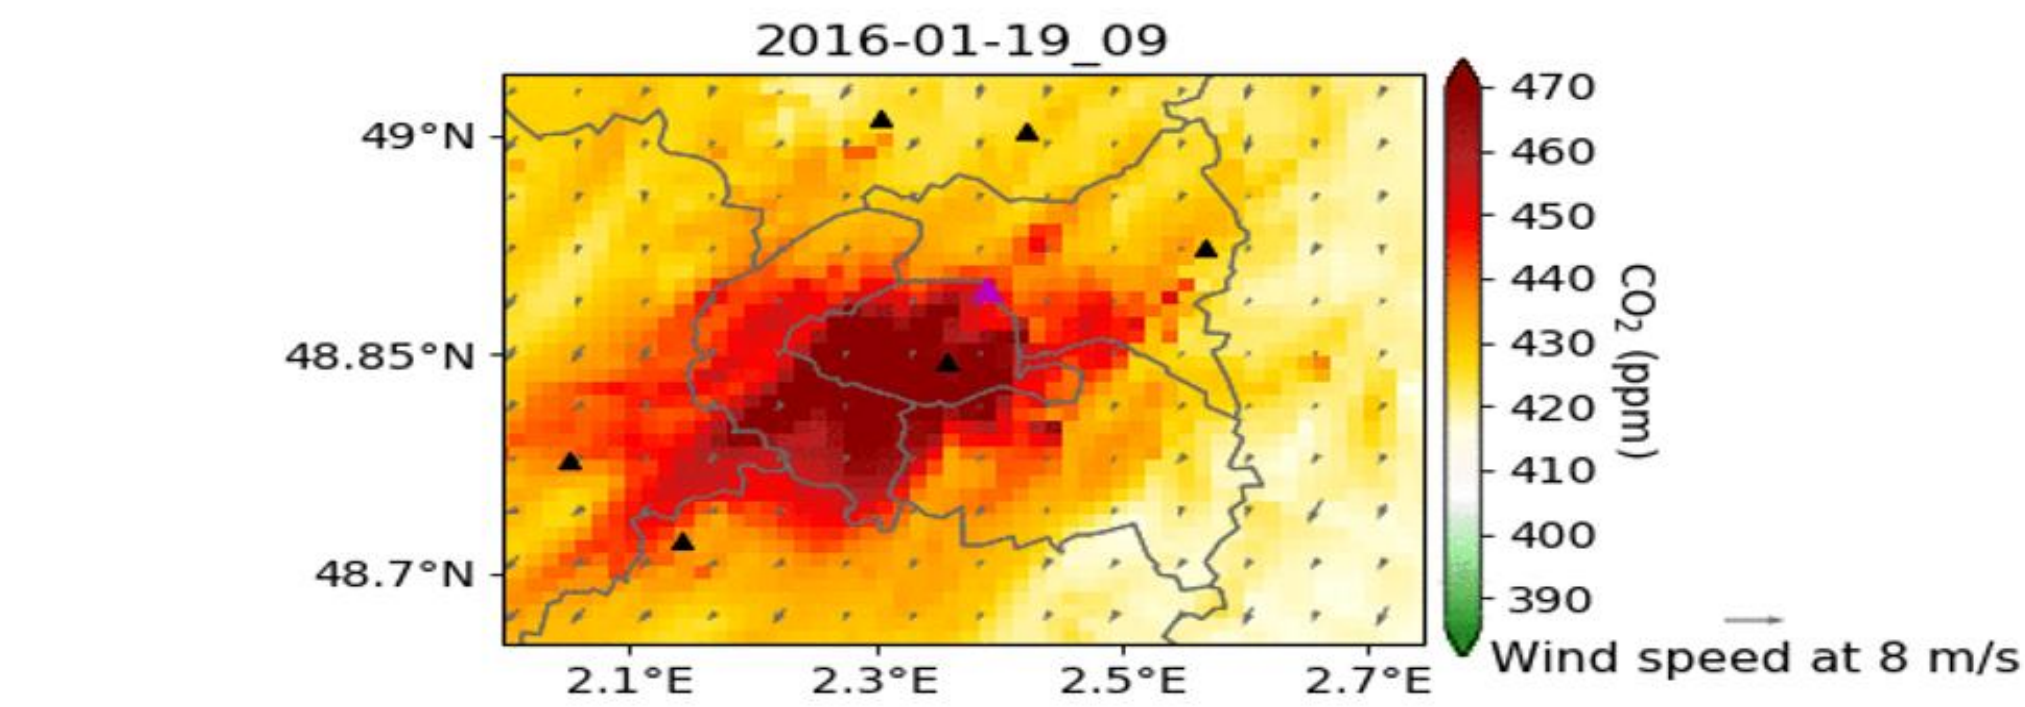 2016-01-19_09
49°N
48.85°N
48.7°N
2.1°E 2.3°E 2.5°E 2.7°E
470
460
450
440
430
420
410
400
390
CO₂ (ppm)
Wind speed at 8 m/s